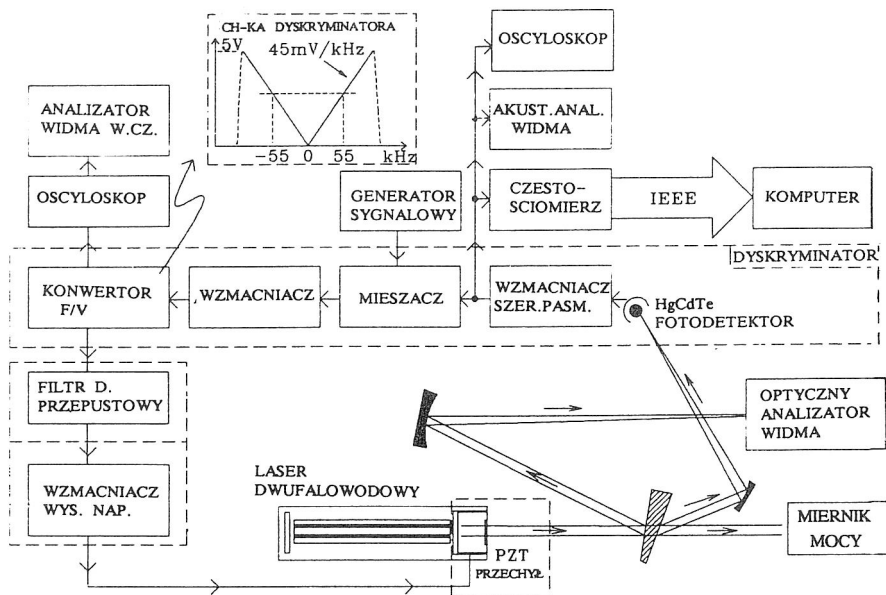 CH-KA DYSKRYMINATORA
5V
45mV/kHz
-55 0 55 kHz
OSCYLOSKOP
ANALIZATOR
WIDMA W.CZ.
AKUST.ANAL.
WIDMA
OSCYLOSKOP
GENERATOR
SYGNALOWY
CZESTO-
SCIOMIERZ
IEEE
KOMPUTER
DYSKRYMINATOR
KONWERTOR
F/V
WZMACNIACZ
MIESZACZ
WZMACNIACZ
SZER.PASM.
HgCdTe
FOTODETEKTOR
FILTR D.
PRZEPUSTOWY
OPTYCZNY
ANALIZATOR
WIDMA
WZMACNIACZ
WYS. NAP.
LASER
DWUFALOWODOWY
PZT
PRZECHYŁ
MIERNIK
MOCY